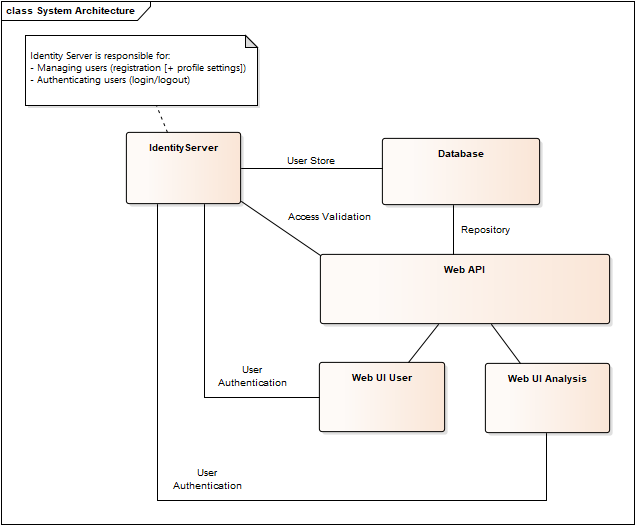 class System Architecture
Identity Server is responsible for:
- Managing users (registration [+ profile settings])
- Authenticating users (login/logout)
IdentityServer
Database
User Store
Access Validation
Repository
Web API
User
Authentication
Web UI User
Web UI Analysis
User
Authentication